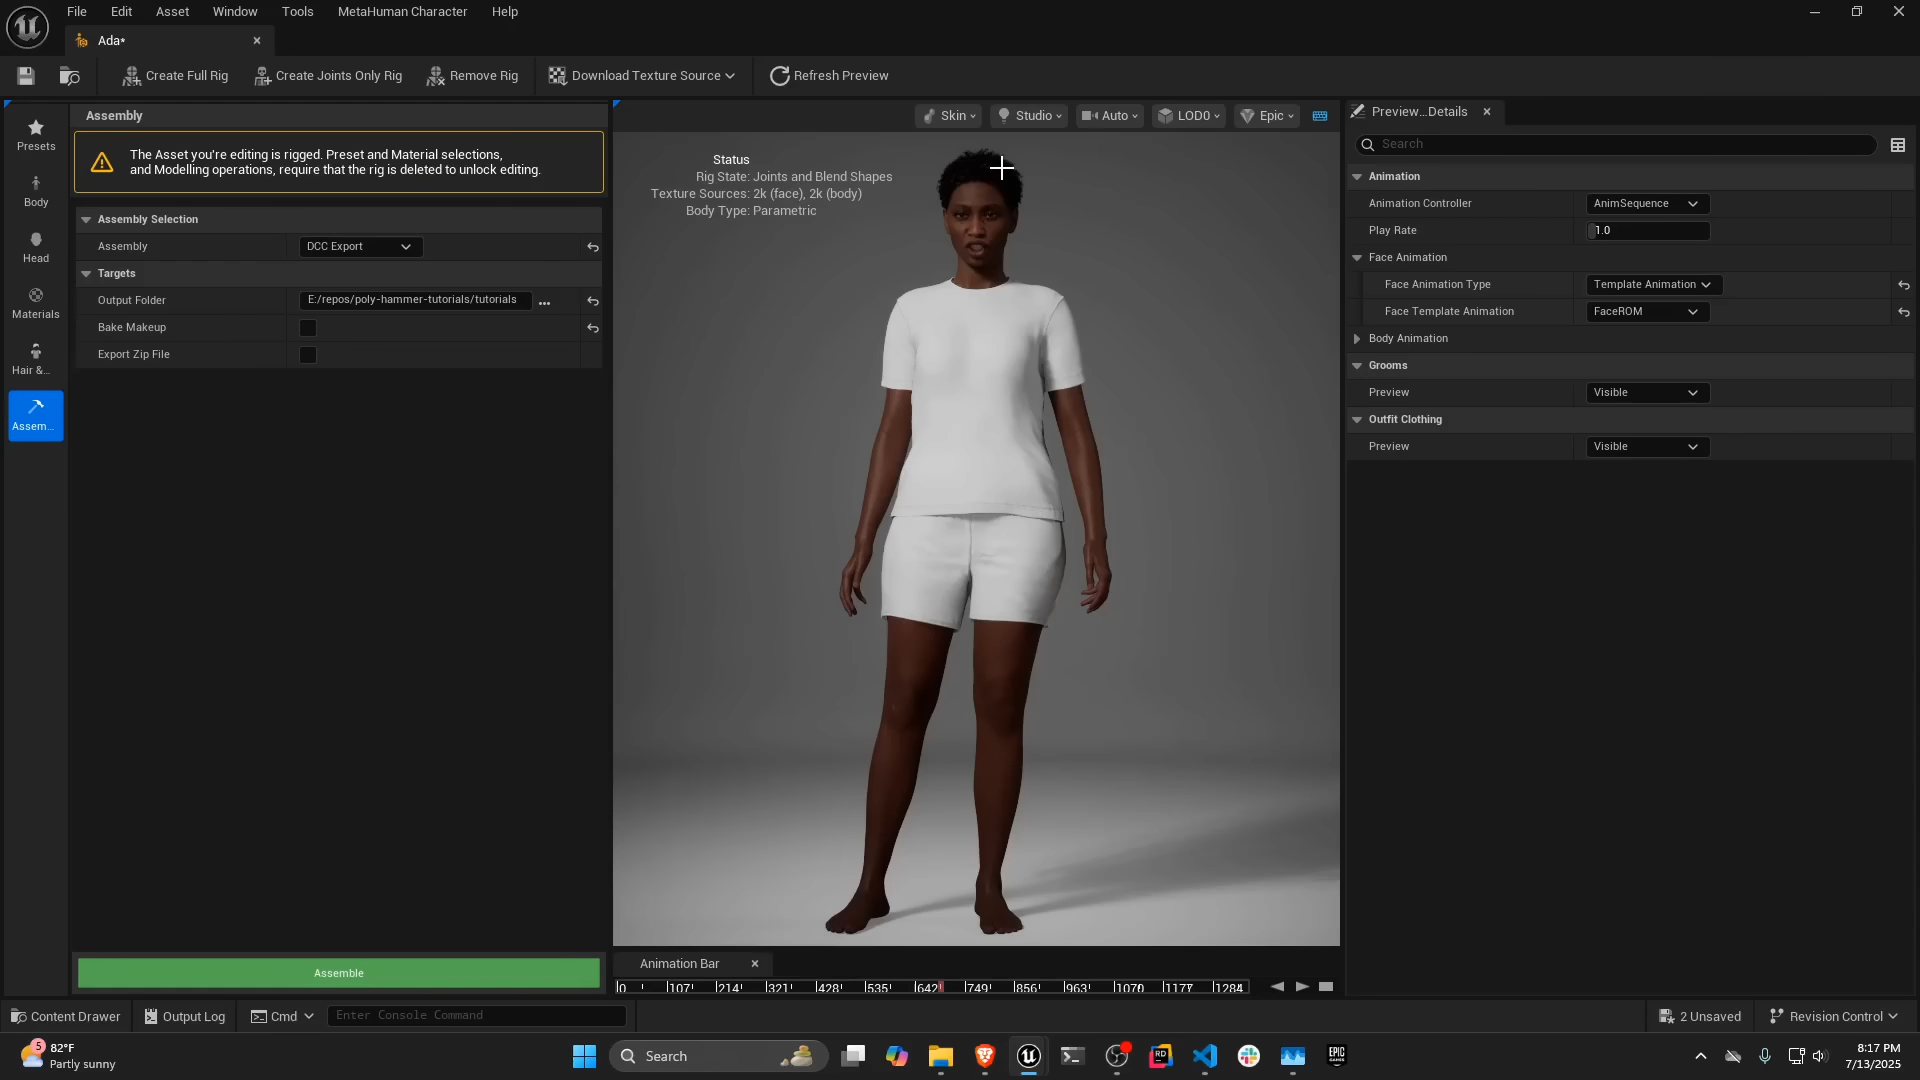 File Edit Asset Window Tools MetaHuman Character Help
Ada*
Create Full Rig Create Joints Only Rig Remove Rig Download Texture Source Refresh Preview
Presets
Body
Head
Materials
Hair &...
Assem...
Assembly
The Asset you're editing is rigged. Preset and Material selections,
and Modelling operations, require that the rig is deleted to unlock editing.
Assembly Selection
Assembly DCC Export
Targets
Output Folder E:/repos/poly-hammer-tutorials/tutorials ...
Bake Makeup
Export Zip File
Assemble
Skin Studio Auto LOD0 Epic
Status
Rig State: Joints and Blend Shapes
Texture Sources: 2k (face), 2k (body)
Body Type: Parametric
Animation Bar
0 107 214 321 428 535 642 749 856 963 1070 1177 1284
Preview...Details
Search
Animation
Animation Controller AnimSequence
Play Rate 1.0
Face Animation
Face Animation Type Template Animation
Face Template Animation FaceROM
Body Animation
Grooms
Preview Visible
Outfit Clothing
Preview Visible
Content Drawer Output Log Cmd Enter Console Command 2 Unsaved Revision Control
5 82°F
Partly sunny
Search
RD
EPIC
GAMES
8:17 PM
7/13/2025